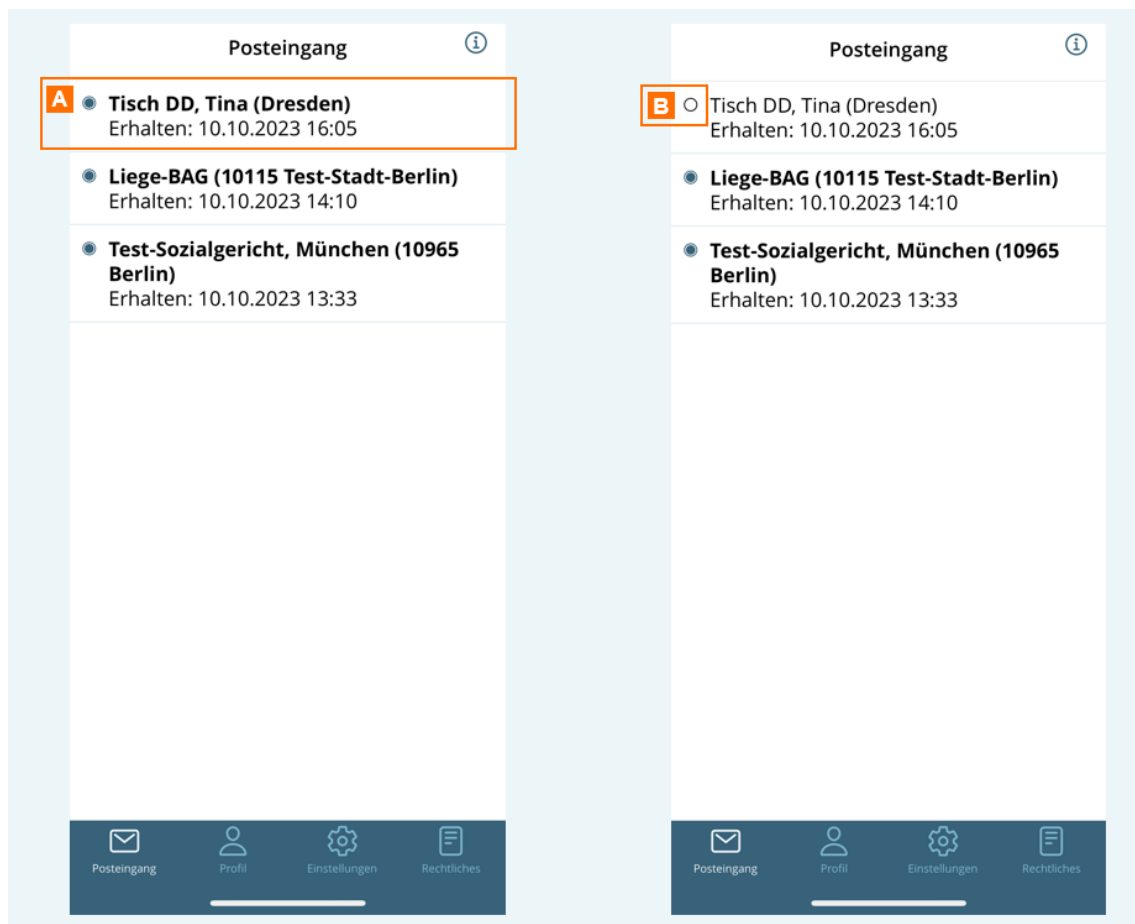 Posteingang
A
Tisch DD, Tina (Dresden)
Erhalten: 10.10.2023 16:05
Liege-BAG (10115 Test-Stadt-Berlin)
Erhalten: 10.10.2023 14:10
Test-Sozialgericht, München (10965
Berlin)
Erhalten: 10.10.2023 13:33
Posteingang
Profil
Einstellungen
Rechtliches
Posteingang
B
Tisch DD, Tina (Dresden)
Erhalten: 10.10.2023 16:05
Liege-BAG (10115 Test-Stadt-Berlin)
Erhalten: 10.10.2023 14:10
Test-Sozialgericht, München (10965
Berlin)
Erhalten: 10.10.2023 13:33
Posteingang
Profil
Einstellungen
Rechtliches